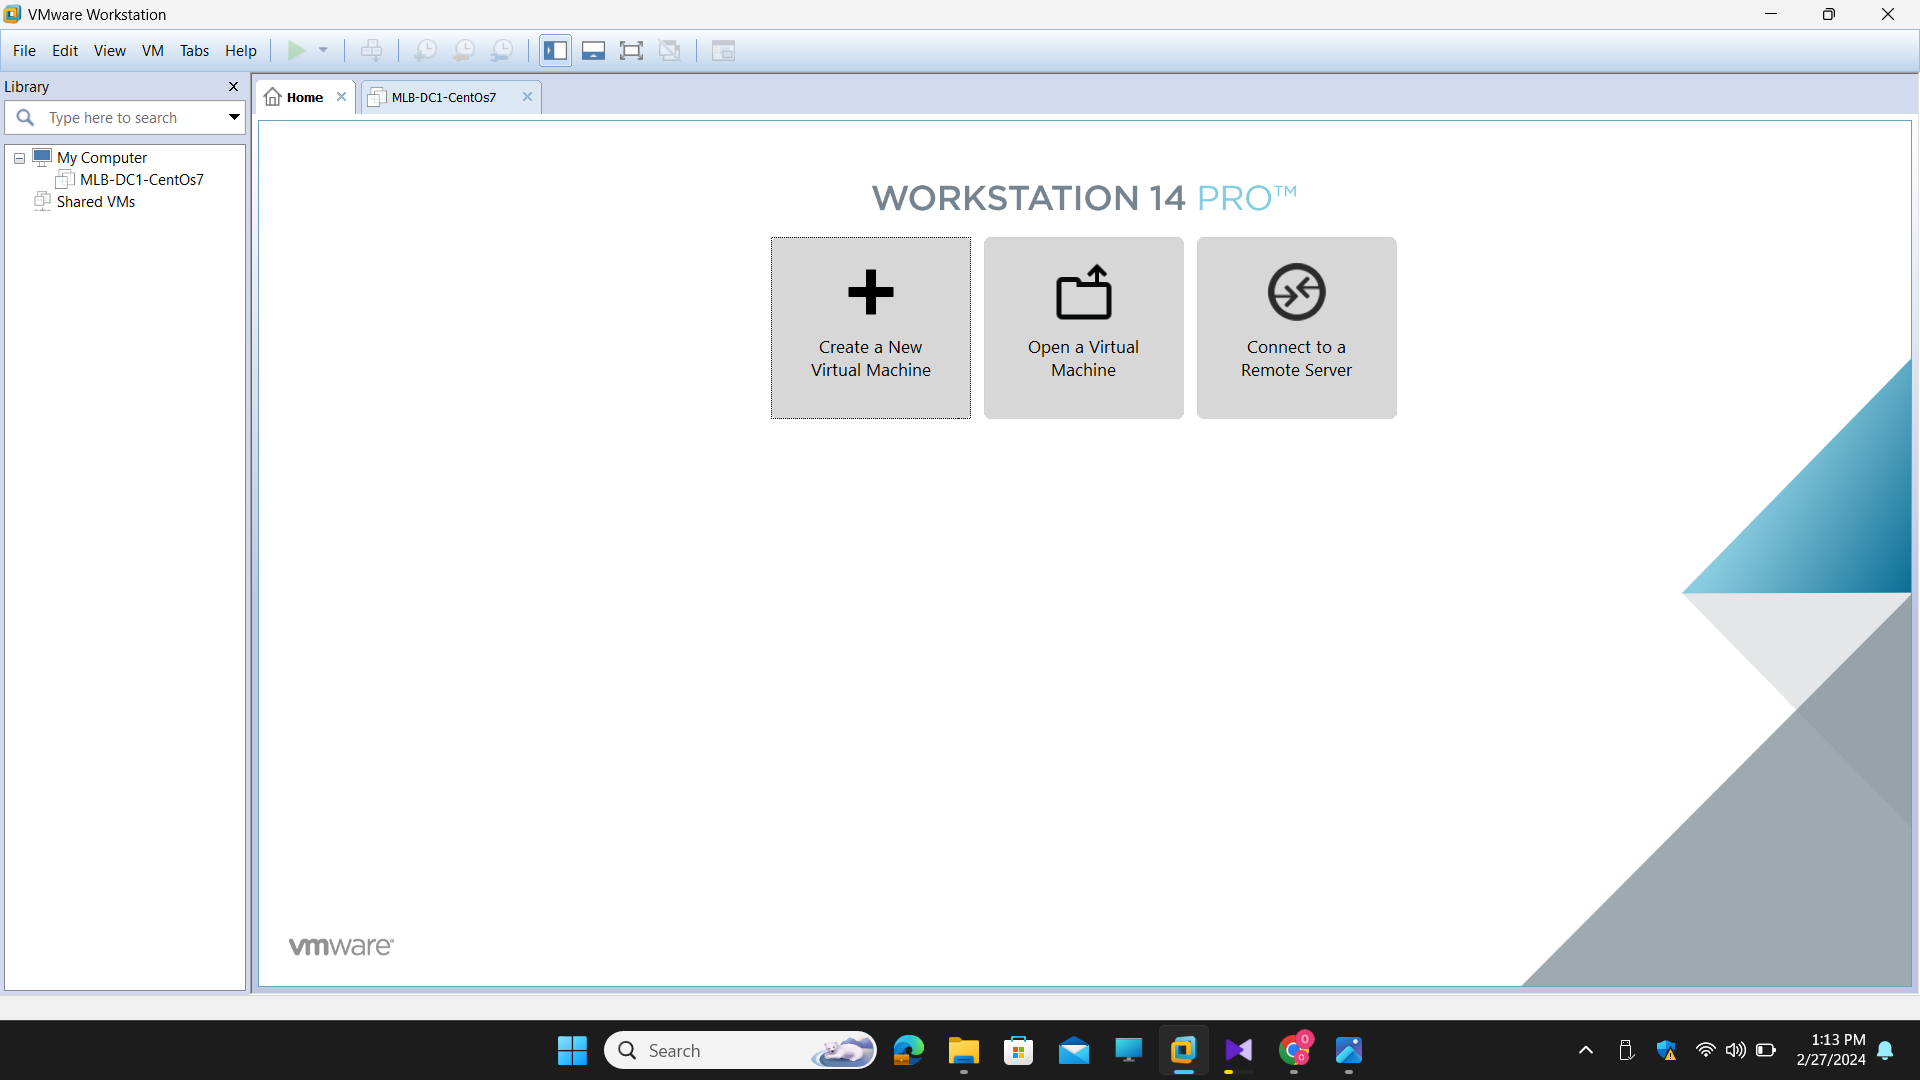 VMware Workstation
File Edit View VM Tabs Help
Library
Home
MLB-DC1-CentOs7
Type here to search
My Computer
MLB-DC1-CentOs7
Shared VMs
WORKSTATION 14 PRO™
Create a New
Virtual Machine
Open a Virtual
Machine
Connect to a
Remote Server
vmware®
Search
0
0
1:13 PM
2/27/2024